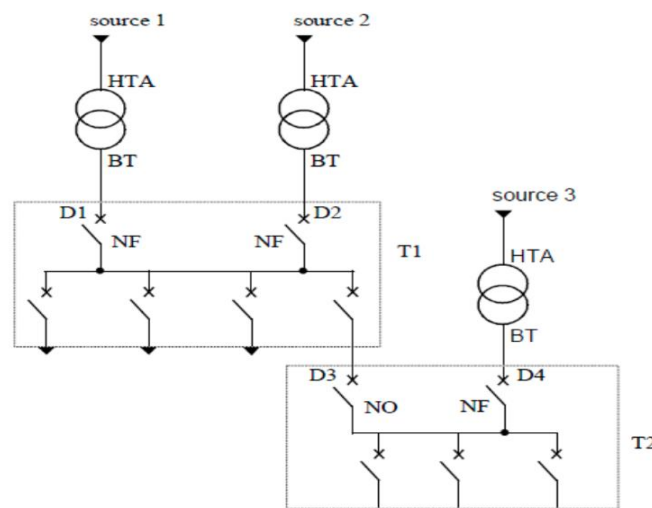 source 1
source 2
HTA
HTA
BT
BT
source 3
D1
D2
NF
NF
T1
HTA
BT
D3
D4
NO
NF
T2